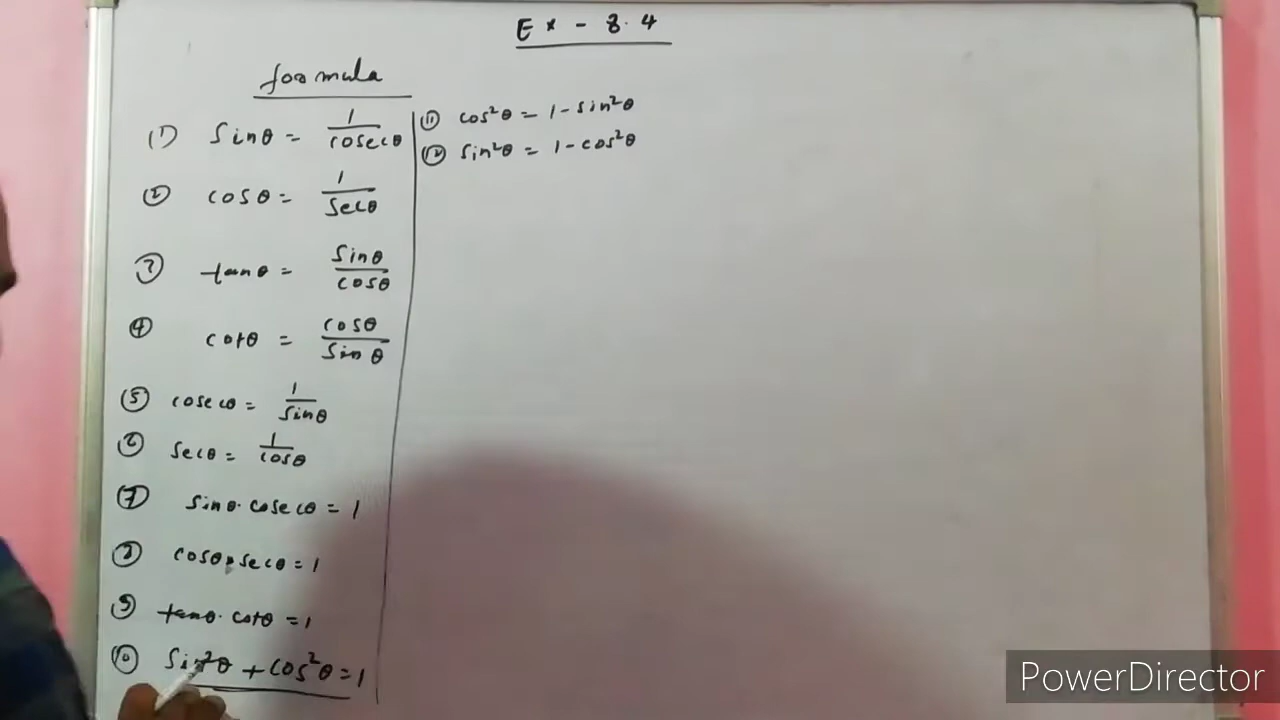 Ex - 8.4
formula
(1) sinθ = 1/cosecθ
(2) cosθ = 1/secθ
(3) tanθ = sinθ/cosθ
(4) cotθ = cosθ/sinθ
(5) cosecθ = 1/sinθ
(6) secθ = 1/cosθ
(7) sinθ. cosecθ = 1
(8) cosθ. secθ = 1
(9) tanθ. cotθ = 1
(10) sin²θ + cos²θ = 1
(11) cos²θ = 1 - sin²θ
(12) sin²θ = 1 - cos²θ
PowerDirector